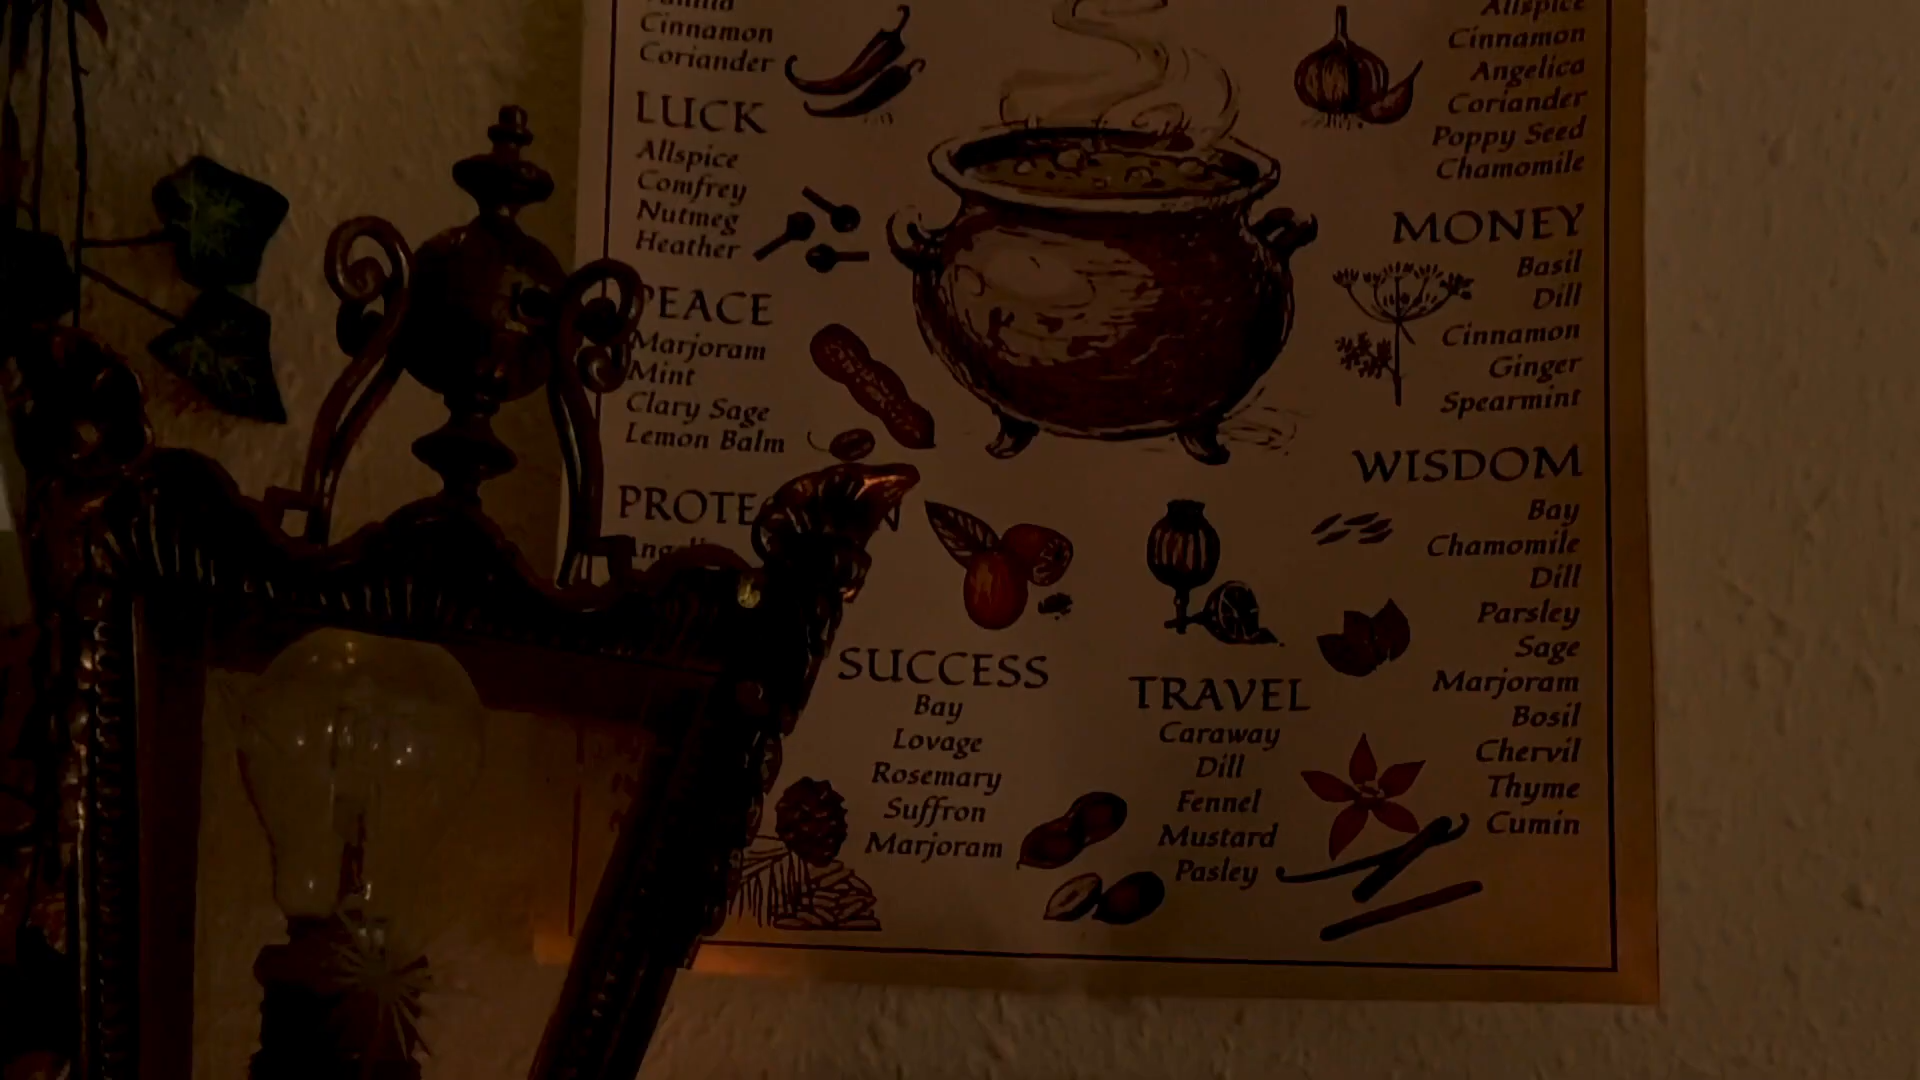 Cinnamon
Coriander
LUCK
Allspice
Comfrey
Nutmeg
Heather
PEACE
Marjoram
Mint
Clary Sage
Lemon Balm
SUCCESS
Bay
Lovage
Rosemary
Suffron
Marjoram
TRAVEL
Caraway
Dill
Fennel
Mustard
Pasley
Allspice
Cinnamon
Angelica
Coriander
Poppy Seed
Chamomile
MONEY
Basil
Dill
Cinnamon
Ginger
Spearmint
WISDOM
Bay
Chamomile
Dill
Parsley
Sage
Marjoram
Bosil
Chervil
Thyme
Cumin